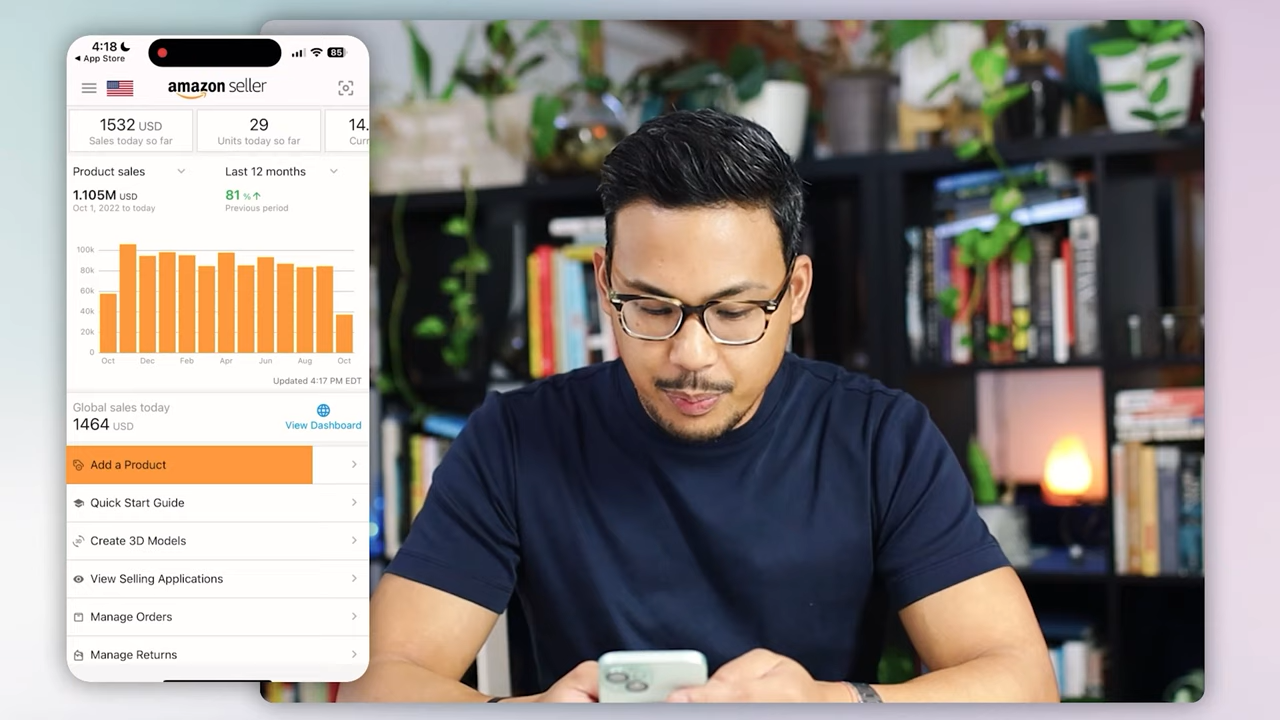 4:18
85
◀ App Store
amazon seller
1532 USD
Sales today so far
29
Units today so far
14.
Curr
Product sales
Last 12 months
1.105M USD
81 %↑
Oct 1, 2022 to today
Previous period
100k
80k
60k
40k
20k
0
Oct Dec Feb Apr Jun Aug Oct
Updated 4:17 PM EDT
Global sales today
1464 USD
View Dashboard
Add a Product
Quick Start Guide
Create 3D Models
View Selling Applications
Manage Orders
Manage Returns